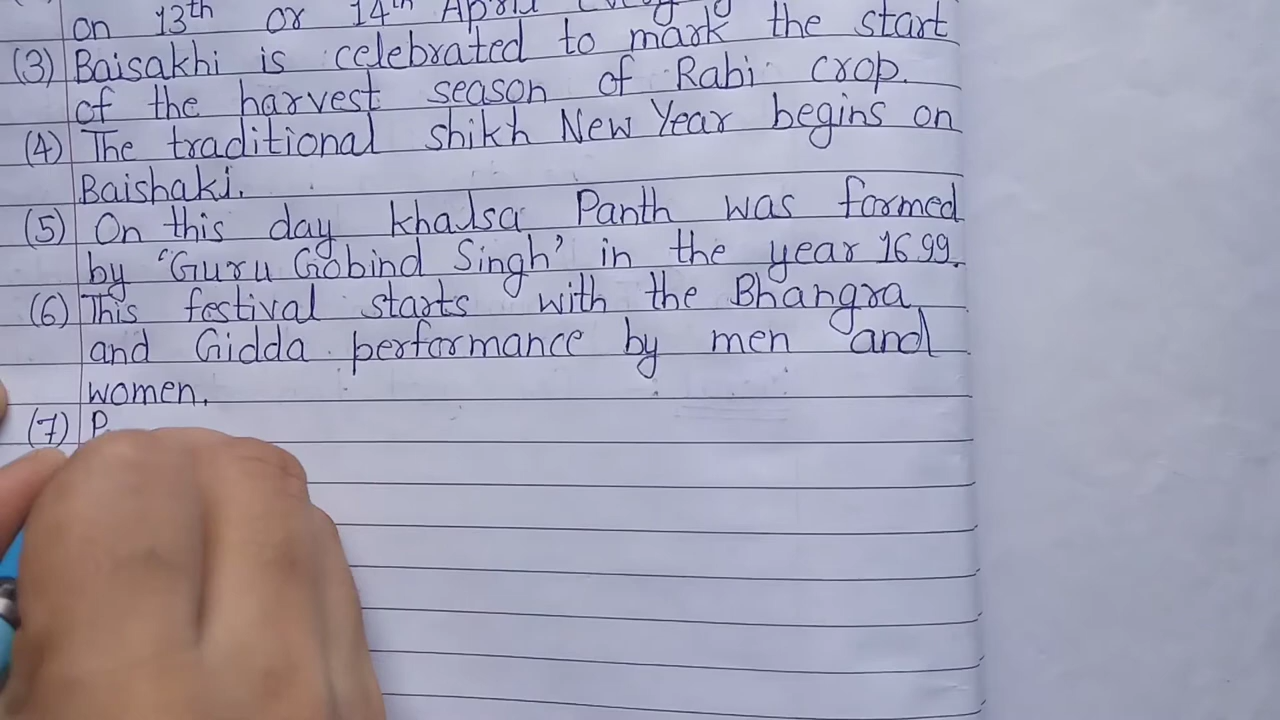 on 13th or 14th April
(3) Baisakhi is celebrated to mark the start
of the harvest season of Rabi crop.
(4) The traditional shikh New Year begins on
Baishaki.
(5) On this day khalsa Panth was formed
by 'Guru Gobind Singh' in the year 1699.
(6) This festival starts with the Bhangra
and Gidda performance by men and
women.
(7) P